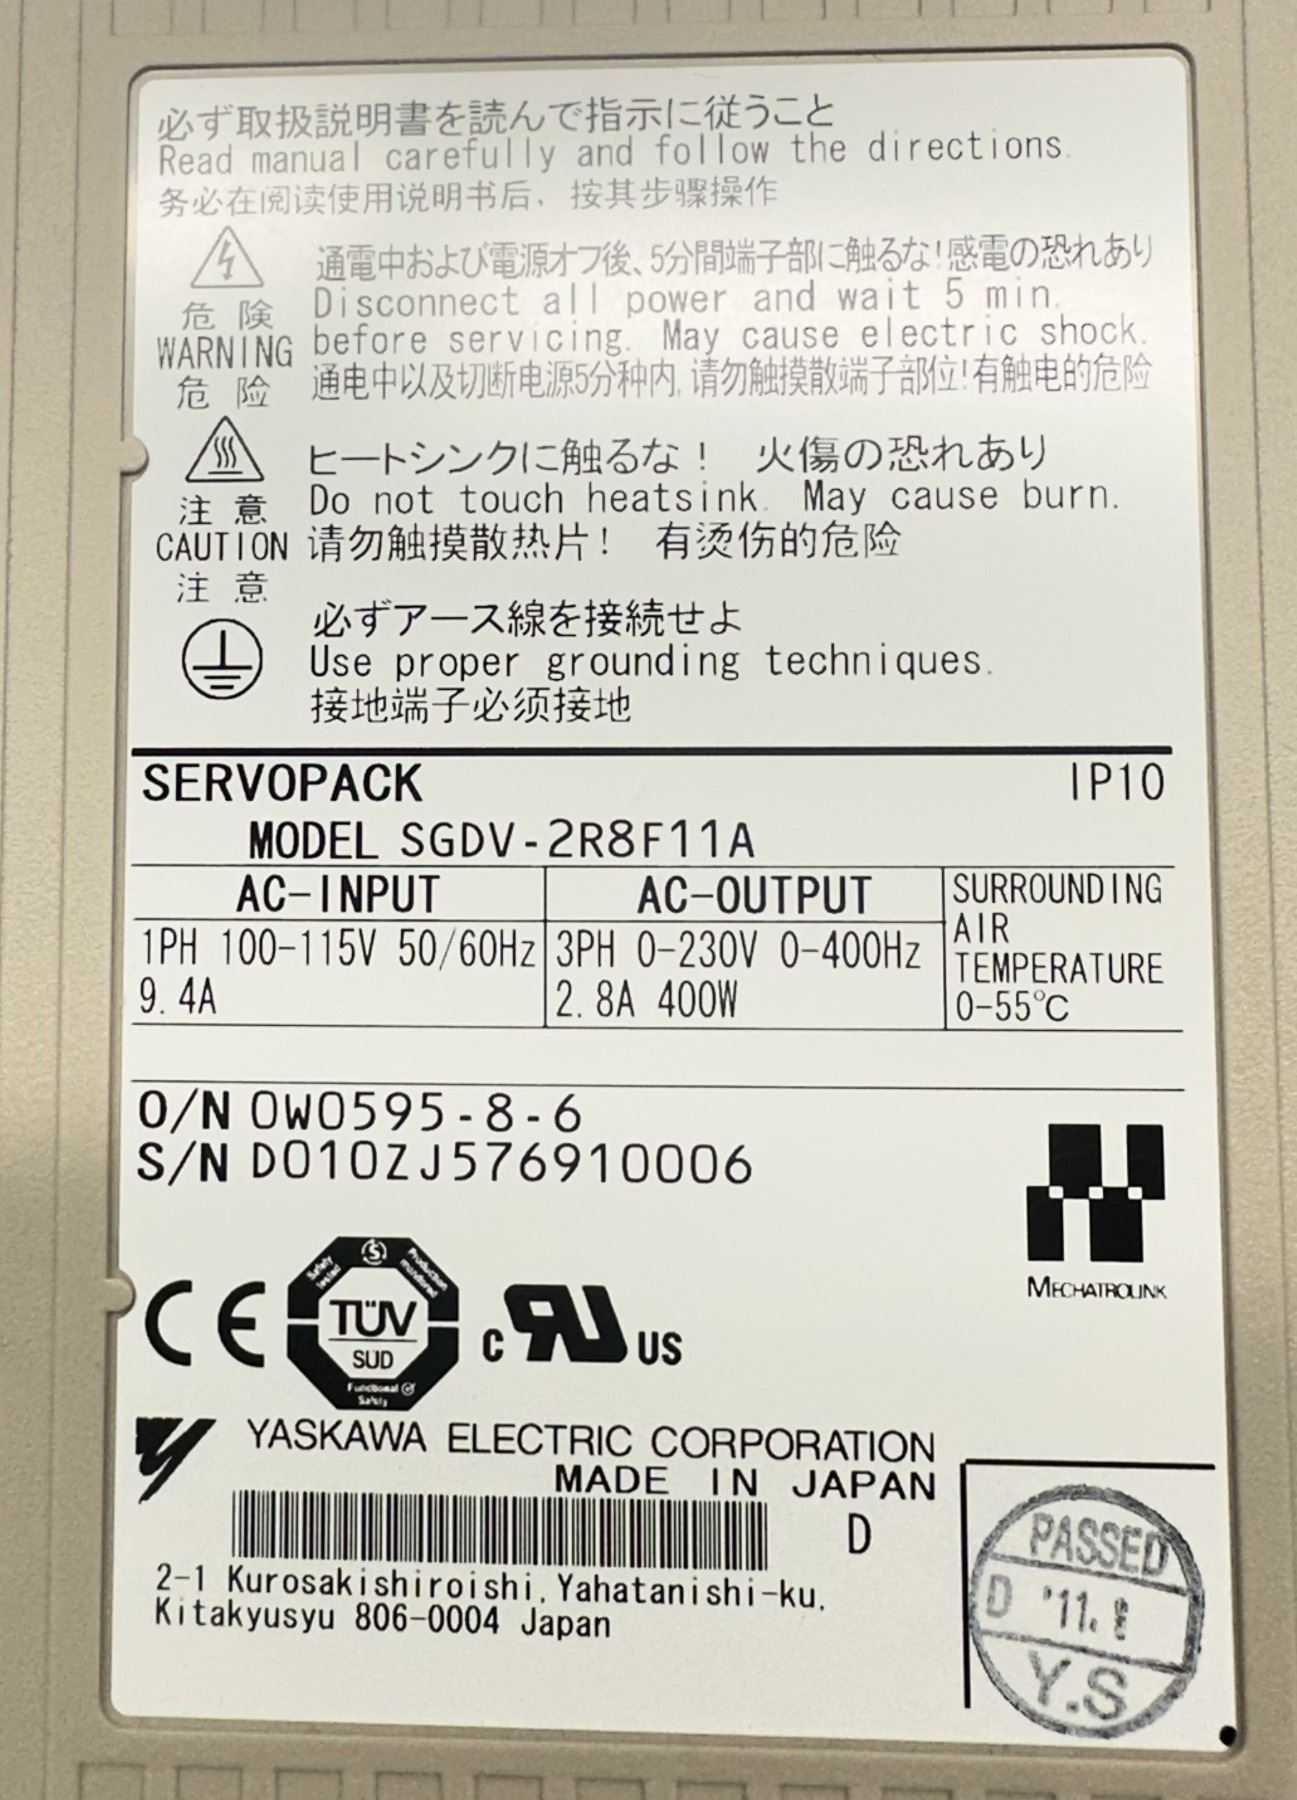 必ず取扱説明書を読んで指示に従うこと
Read manual carefully and follow the directions.
务必在阅读使用说明书后，按其步骤操作
危 険
WARNING
危 险
通電中および電源オフ後、5分間端子部に触るな！感電の恐れあり
Disconnect all power and wait 5 min.
before servicing. May cause electric shock.
通电中以及切断电源5分钟内,请勿触摸散端子部位！有触电的危险
注 意
CAUTION
注 意
ヒートシンクに触るな！ 火傷の恐れあり
Do not touch heatsink. May cause burn.
请勿触摸散热片！ 有烫伤的危险
必ずアース線を接続せよ
Use proper grounding techniques.
接地端子必须接地
SERVOPACK IP10
MODEL SGDV-2R8F11A
AC-INPUT
1PH 100-115V 50/60Hz
9.4A
AC-OUTPUT
3PH 0-230V 0-400Hz
2.8A 400W
SURROUNDING
AIR
TEMPERATURE
0-55℃
O/N 0W0595-8-6
S/N D010ZJ576910006
MECHATROLINK
CE
Safety tested
S
Production monitored
TÜV
SÜD
Functional
Safety
c RU US
YASKAWA ELECTRIC CORPORATION
MADE IN JAPAN
D
2-1 Kurosakishiroishi, Yahatanishi-ku,
Kitakyusyu 806-0004 Japan
PASSED
D '11.8
Y.S